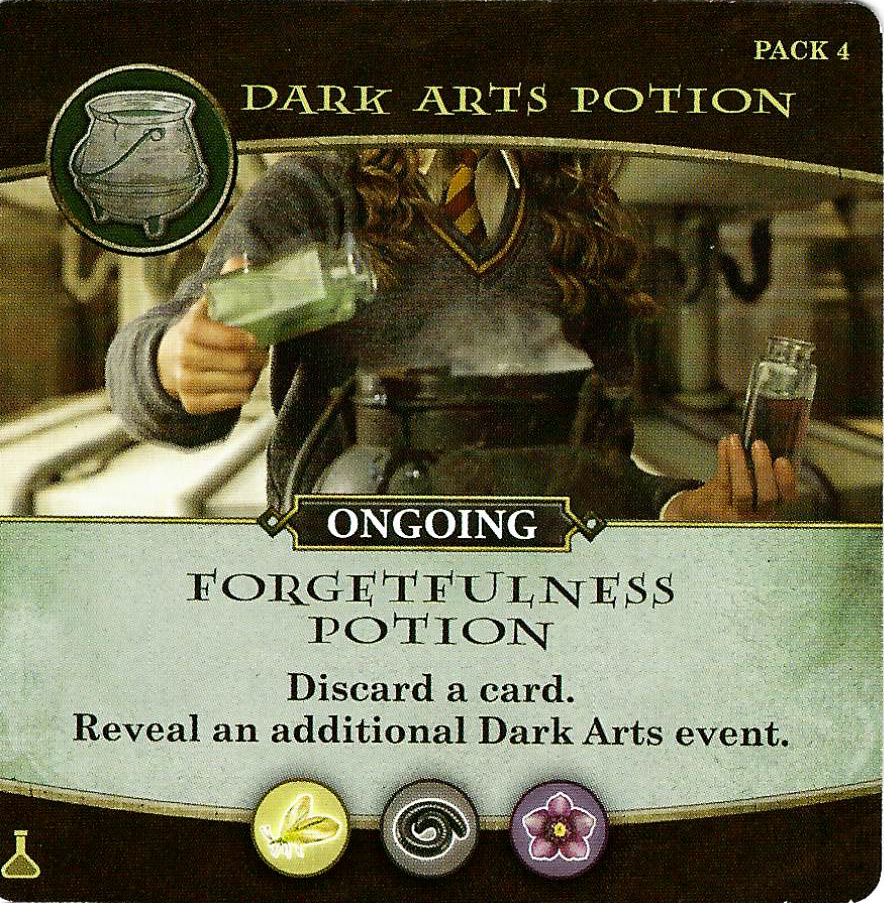 PACK 4
DARK ARTS POTION
ONGOING
FORGETFULNESS
POTION
Discard a card.
Reveal an additional Dark Arts event.